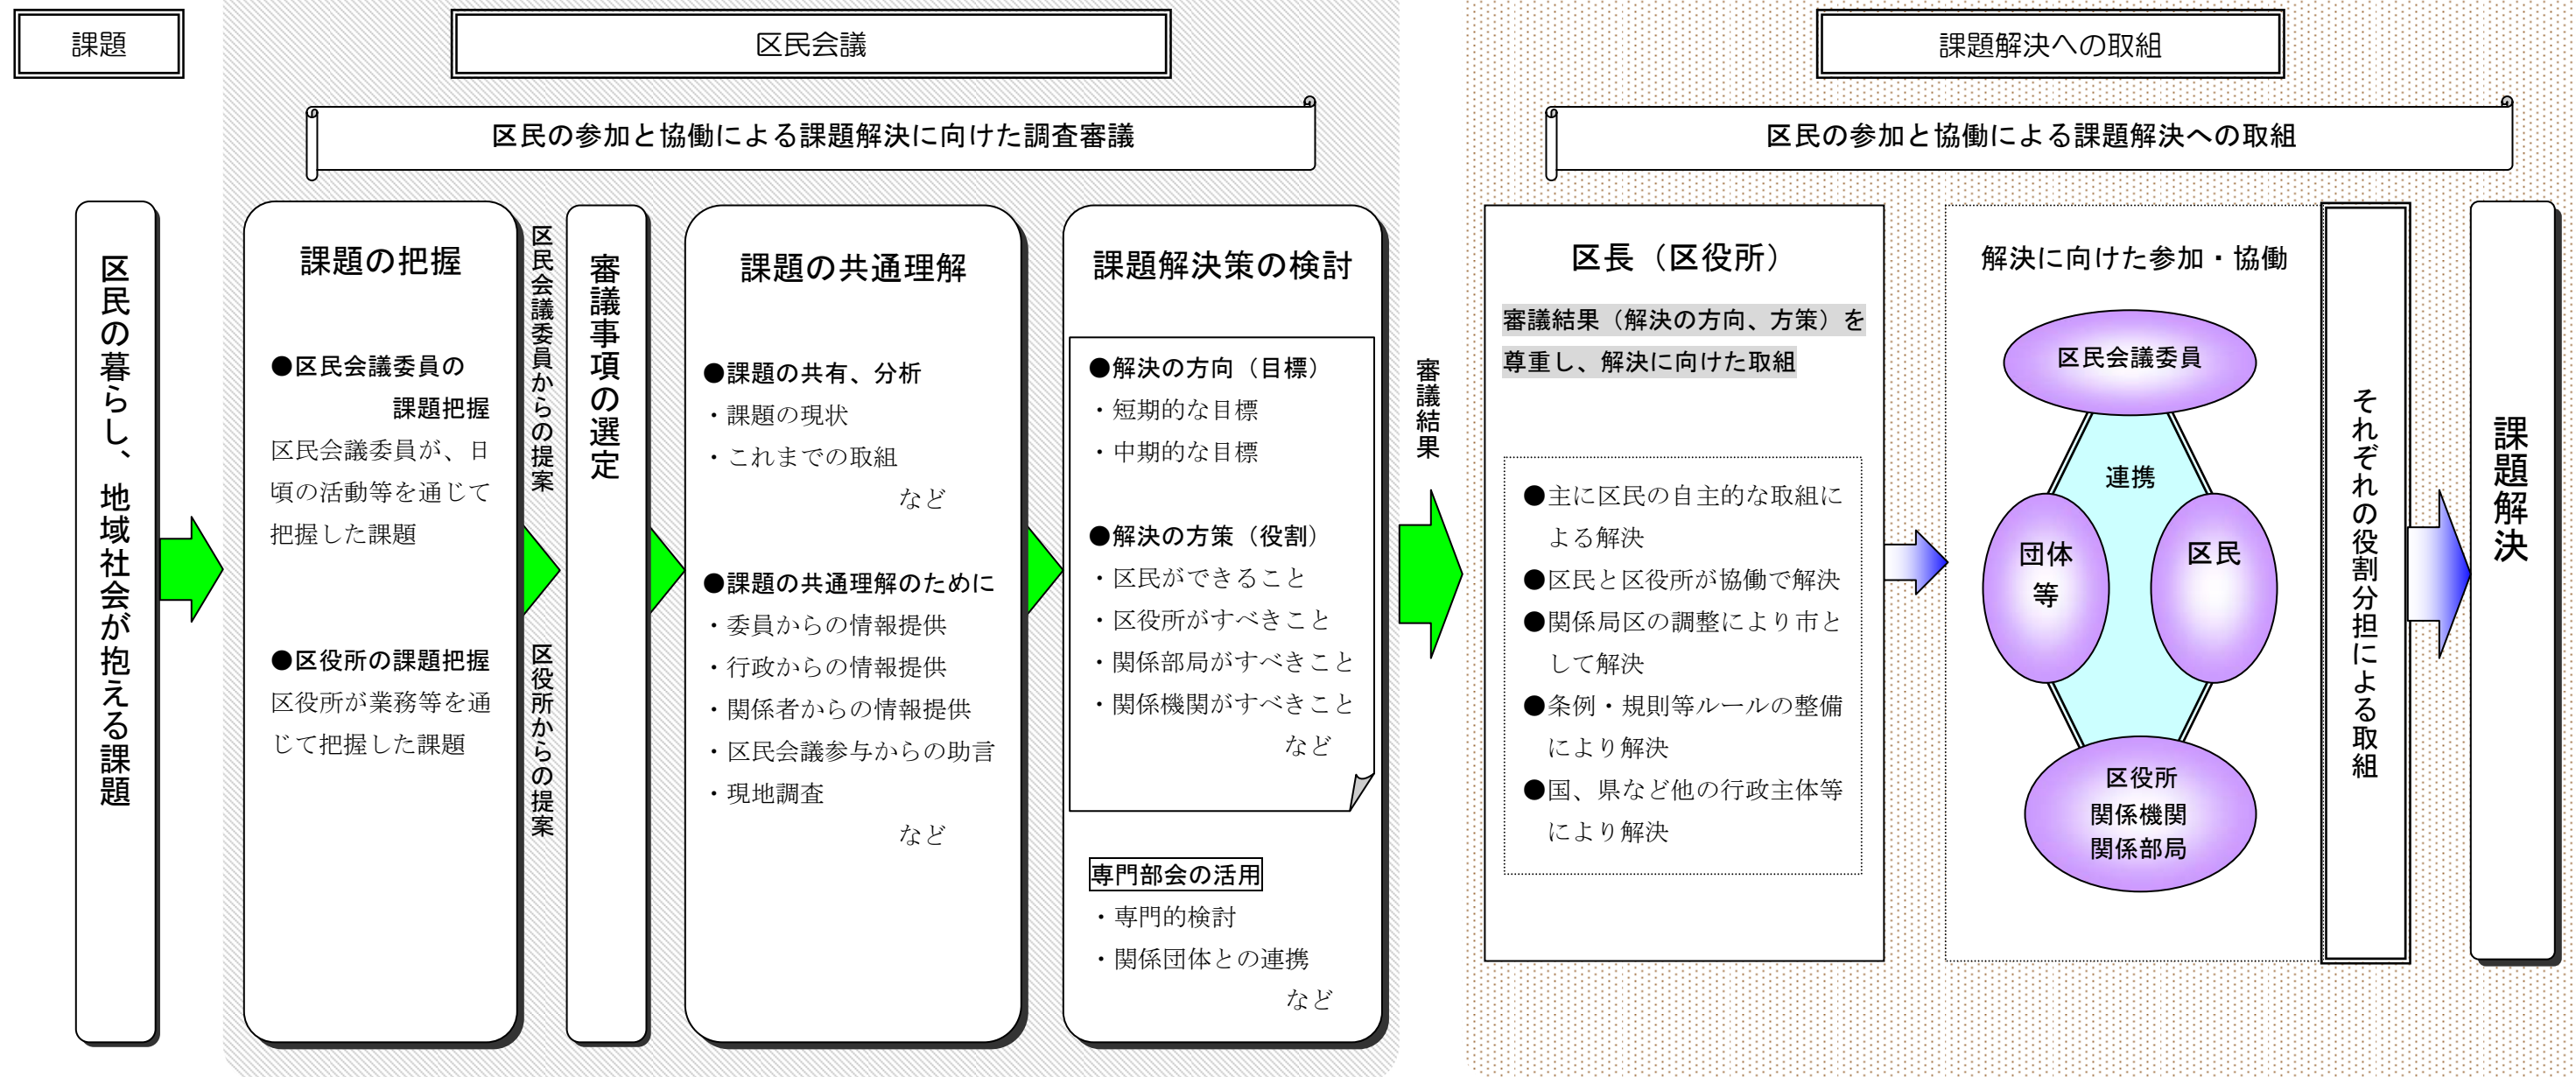 課題
区民会議
課題解決への取組
区民の参加と協働による課題解決に向けた調査審議
区民の参加と協働による課題解決への取組
区民の暮らし、地域社会が抱える課題
課題の把握
●区民会議委員の
課題把握
区民会議委員が、日
頃の活動等を通じて
把握した課題
●区役所の課題把握
区役所が業務等を通
じて把握した課題
区民会議委員からの提案
区役所からの提案
審議事項の選定
課題の共通理解
●課題の共有、分析
・課題の現状
・これまでの取組
など
●課題の共通理解のために
・委員からの情報提供
・行政からの情報提供
・関係者からの情報提供
・区民会議参与からの助言
・現地調査
など
課題解決策の検討
●解決の方向（目標）
・短期的な目標
・中期的な目標
●解決の方策（役割）
・区民ができること
・区役所がすべきこと
・関係部局がすべきこと
・関係機関がすべきこと
など
専門部会の活用
・専門的検討
・関係団体との連携
など
審議結果
区長（区役所）
審議結果（解決の方向、方策）を
尊重し、解決に向けた取組
●主に区民の自主的な取組に
よる解決
●区民と区役所が協働で解決
●関係局区の調整により市と
して解決
●条例・規則等ルールの整備
により解決
●国、県など他の行政主体等
により解決
解決に向けた参加・協働
区民会議委員
連携
団体
等
区民
区役所
関係機関
関係部局
それぞれの役割分担による取組
課題解決